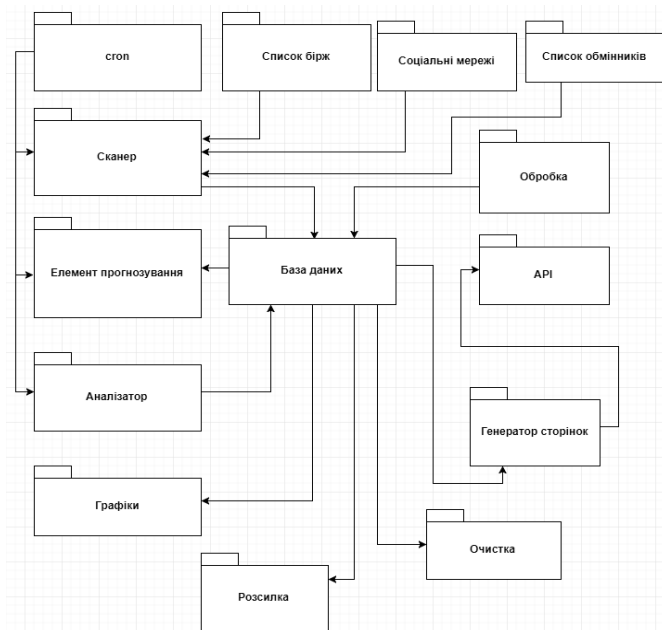 cron
Список бірж
Соціальні мережі
Список обмінників
Сканер
Обробка
Елемент прогнозування
База даних
АРІ
Аналізатор
Генератор сторінок
Графіки
Очистка
Розсилка